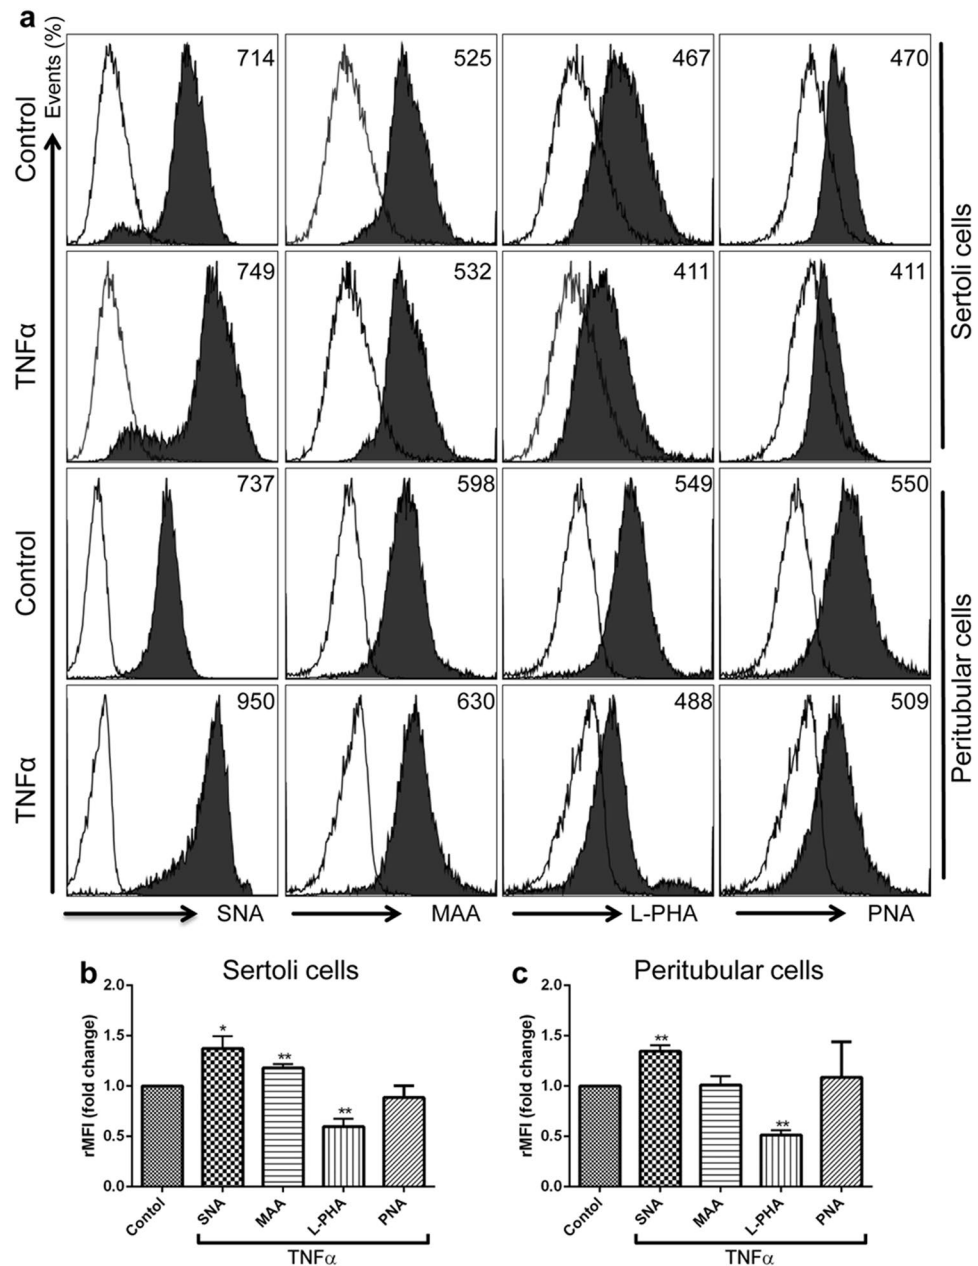 a
Events (%)
Control
714
525
467
470
TNFα
749
532
411
411
Sertoli cells
Control
737
598
549
550
TNFα
950
630
488
509
Peritubular cells
SNA
MAA
L-PHA
PNA
b
Sertoli cells
rMFI (fold change)
2.0
1.5
1.0
0.5
0.0
*
**
**
Contol
SNA
MAA
L-PHA
PNA
TNFα
c
Peritubular cells
rMFI (fold change)
2.0
1.5
1.0
0.5
0.0
**
**
Contol
SNA
MAA
L-PHA
PNA
TNFα